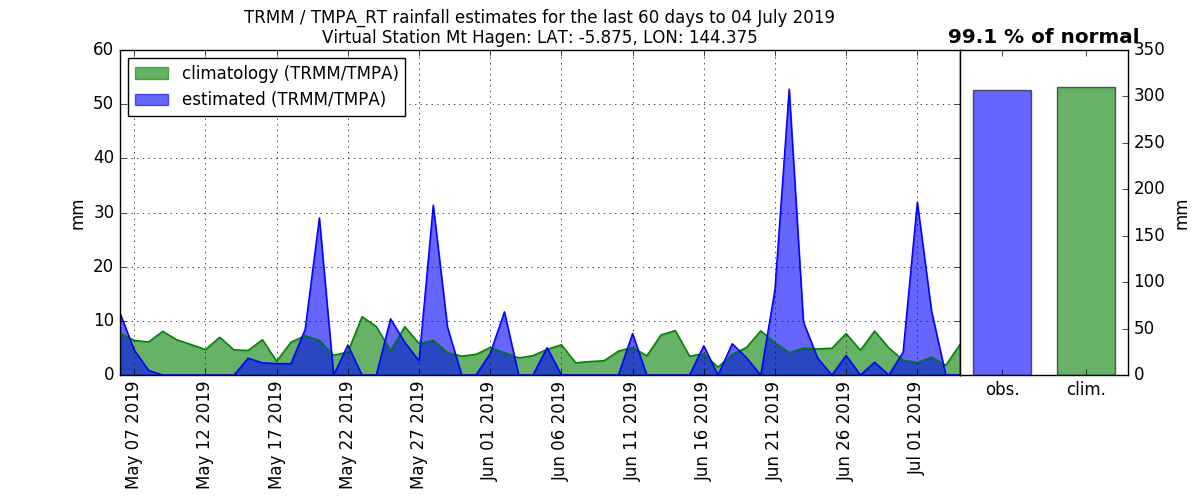 TRMM / TMPA_RT rainfall estimates for the last 60 days to 04 July 2019
Virtual Station Mt Hagen: LAT: -5.875, LON: 144.375
99.1 % of normal
climatology (TRMM/TMPA)
estimated (TRMM/TMPA)
60
50
40
30
20
10
0
mm
May 07 2019
May 12 2019
May 17 2019
May 22 2019
May 27 2019
Jun 01 2019
Jun 06 2019
Jun 11 2019
Jun 16 2019
Jun 21 2019
Jun 26 2019
Jul 01 2019
obs.
clim.
350
300
250
200
150
100
50
0
mm